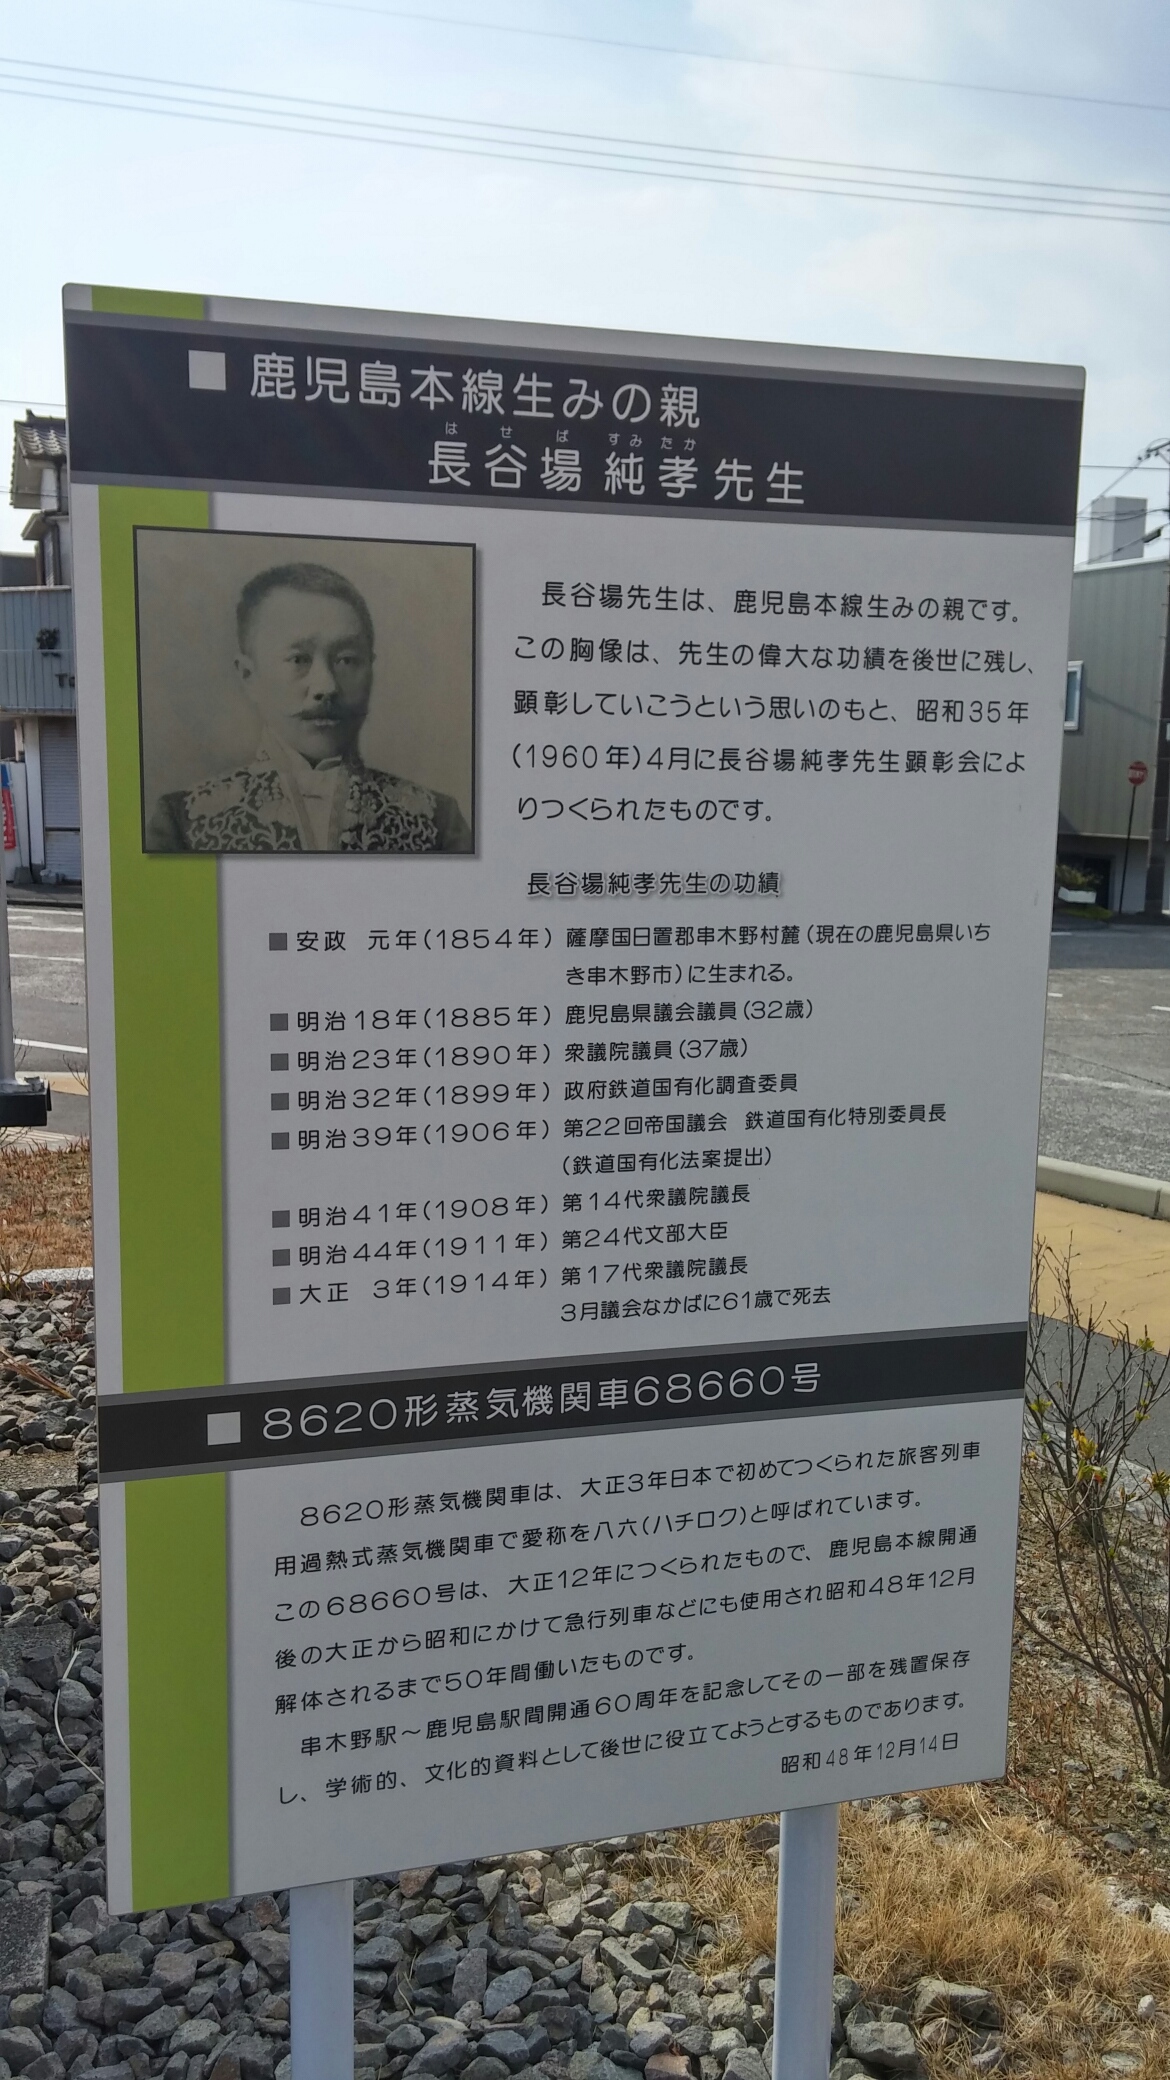 ■ 鹿児島本線生みの親
は せ ば すみ たか
長谷場 純孝先生
長谷場先生は、鹿児島本線生みの親です。
この胸像は、先生の偉大な功績を後世に残し、
顕彰していこうという思いのもと、昭和35年
(1960年)4月に長谷場純孝先生顕彰会によ
りつくられたものです。
長谷場純孝先生の功績
■ 安政 元年(1854年) 薩摩国日置郡串木野村麓(現在の鹿児島県いち
き串木野市)に生まれる。
■ 明治18年(1885年) 鹿児島県議会議員(32歳)
■ 明治23年(1890年) 衆議院議員(37歳)
■ 明治32年(1899年) 政府鉄道国有化調査委員
■ 明治39年(1906年) 第22回帝国議会 鉄道国有化特別委員長
(鉄道国有化法案提出)
■ 明治41年(1908年) 第14代衆議院議長
■ 明治44年(1911年) 第24代文部大臣
■ 大正 3年(1914年) 第17代衆議院議長
3月議会なかばに61歳で死去
■ 8620形蒸気機関車68660号
8620形蒸気機関車は、大正3年日本で初めてつくられた旅客列車
用過熱式蒸気機関車で愛称を八六(ハチロク)と呼ばれています。
この68660号は、大正12年につくられたもので、鹿児島本線開通
後の大正から昭和にかけて急行列車などにも使用され昭和48年12月
解体されるまで50年間働いたものです。
串木野駅～鹿児島駅間開通60周年を記念してその一部を残置保存
し、学術的、文化的資料として後世に役立てようとするものであります。
昭和48年12月14日